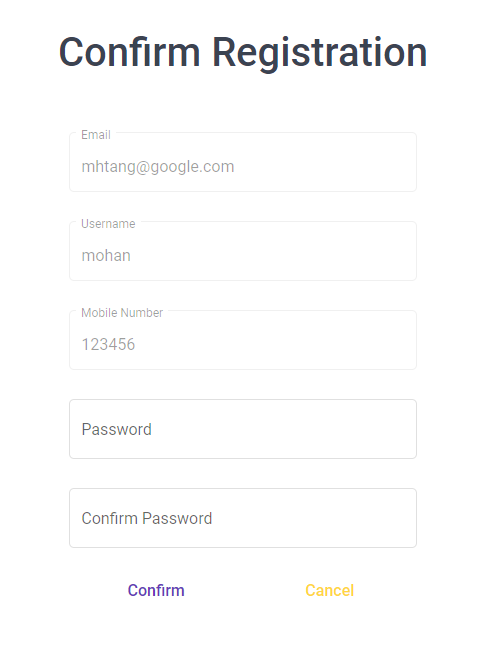 Confirm Registration
Email
mhtang@google.com
Username
mohan
Mobile Number
123456
Password
Confirm Password
Confirm Cancel